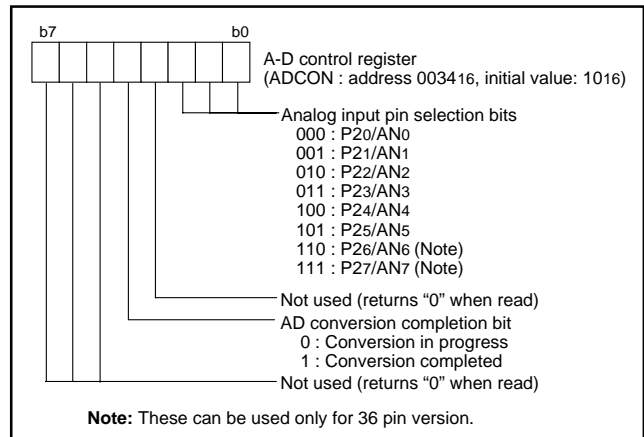 b7 b0
A-D control register
(ADCON : address 003416, initial value: 1016)
Analog input pin selection bits
000 : P20/AN0
001 : P21/AN1
010 : P22/AN2
011 : P23/AN3
100 : P24/AN4
101 : P25/AN5
110 : P26/AN6 (Note)
111 : P27/AN7 (Note)
Not used (returns “0” when read)
AD conversion completion bit
0 : Conversion in progress
1 : Conversion completed
Not used (returns “0” when read)
Note: These can be used only for 36 pin version.